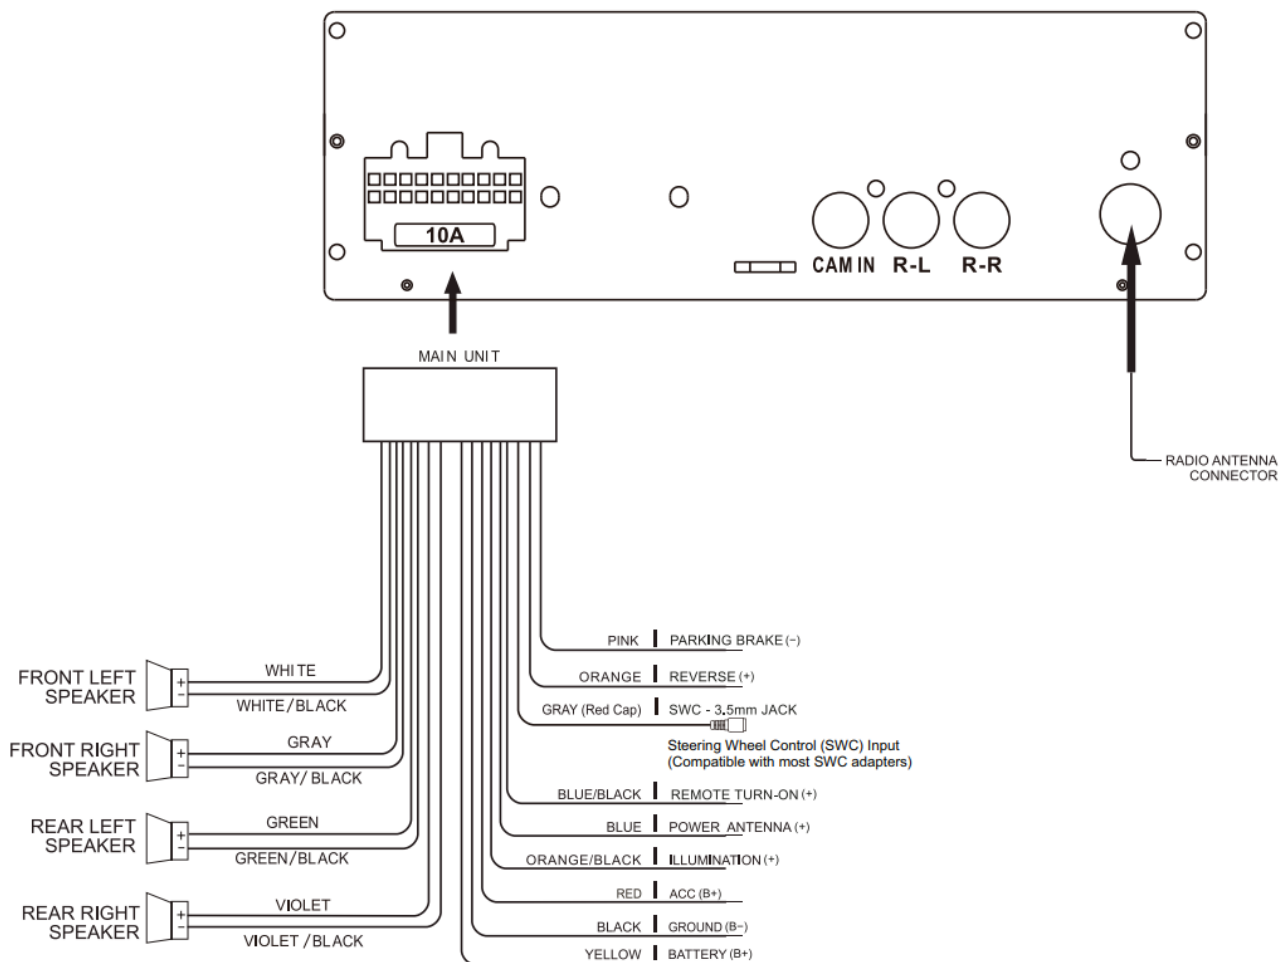 10A
CAM IN R-L R-R
MAIN UNIT
RADIO ANTENNA
CONNECTOR
PINK PARKING BRAKE (−)
ORANGE REVERSE (+)
GRAY (Red Cap) SWC - 3.5mm JACK
Steering Wheel Control (SWC) Input
(Compatible with most SWC adapters)
BLUE/BLACK REMOTE TURN-ON (+)
BLUE POWER ANTENNA (+)
ORANGE/BLACK ILLUMINATION (+)
RED ACC (B+)
BLACK GROUND (B−)
YELLOW BATTERY (B+)
FRONT LEFT
SPEAKER
+
−
WHITE
WHITE/BLACK
FRONT RIGHT
SPEAKER
+
−
GRAY
GRAY/BLACK
REAR LEFT
SPEAKER
+
−
GREEN
GREEN/BLACK
REAR RIGHT
SPEAKER
+
−
VIOLET
VIOLET/BLACK